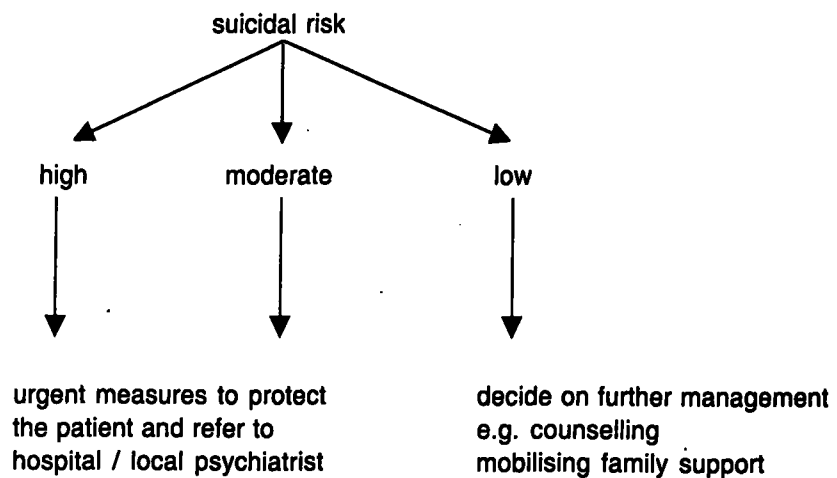 suicidal risk
high
moderate
low
urgent measures to protect
the patient and refer to
hospital / local psychiatrist
decide on further management
e.g. counselling
mobilising family support